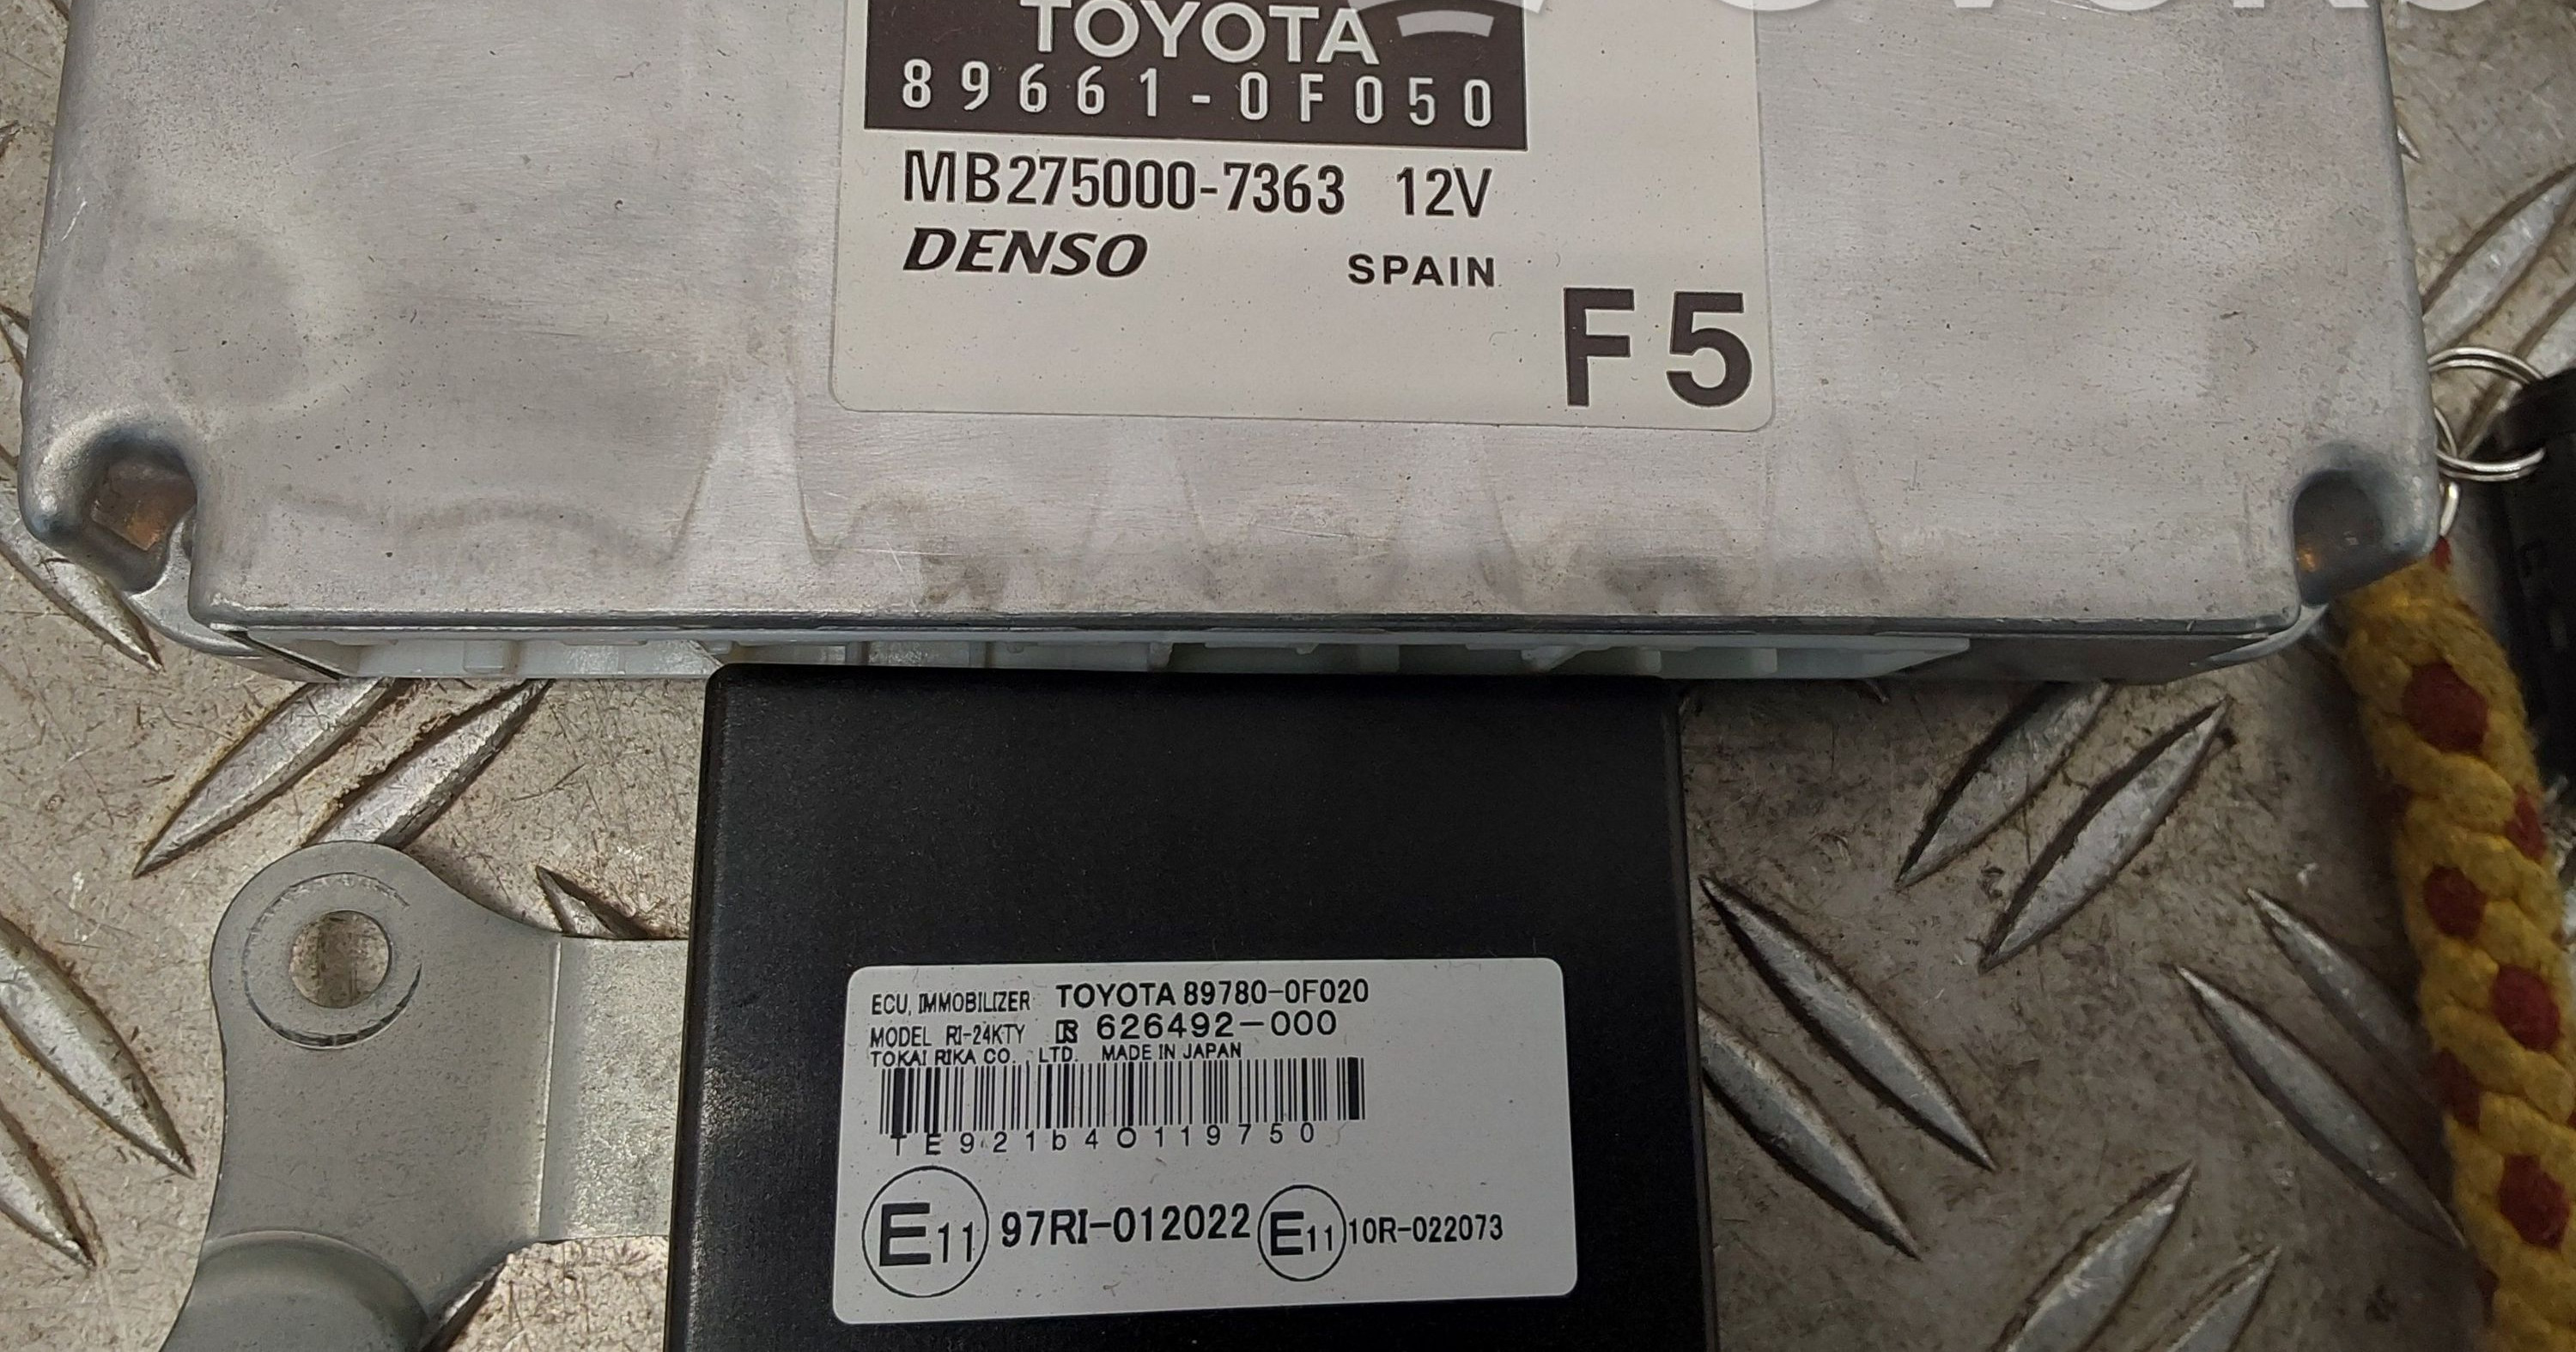 TOYOTA
89661-0F050
MB275000-7363 12V
DENSO SPAIN
F5
ECU, IMMOBILIZER TOYOTA 89780-0F020
MODEL RI-24KTY 626492-000
TOKAI RIKA CO., LTD. MADE IN JAPAN
TE921b4O119750
E11 97RI-012022 E11 10R-022073